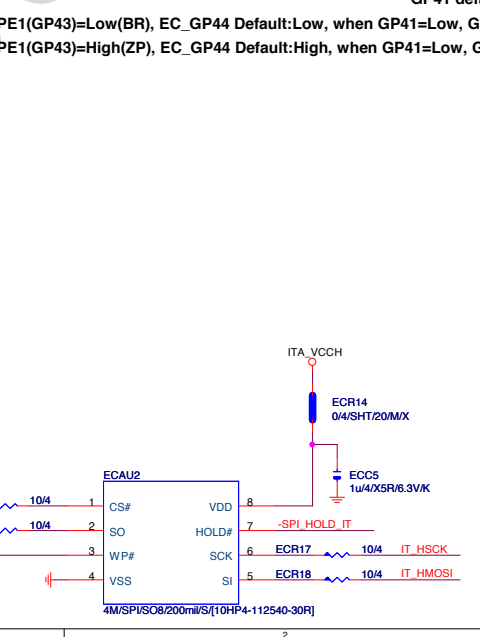 GP41 def
PE1(GP43)=Low(BR), EC_GP44 Default:Low, when GP41=Low, G
PE1(GP43)=High(ZP), EC_GP44 Default:High, when GP41=Low, G
ITA_VCCH
ECR14
0/4/SHT/20/M/X
ECC5
1u/4/X5R/6.3V/K
ECAU2
10/4 1 CS# VDD 8
10/4 2 SO HOLD# 7 -SPI_HOLD_IT
3 WP# SCK 6 ECR17 10/4 IT_HSCK
4 VSS SI 5 ECR18 10/4 IT_HMOSI
4M/SPI/SO8/200mil/S/[10HP4-112540-30R]
2